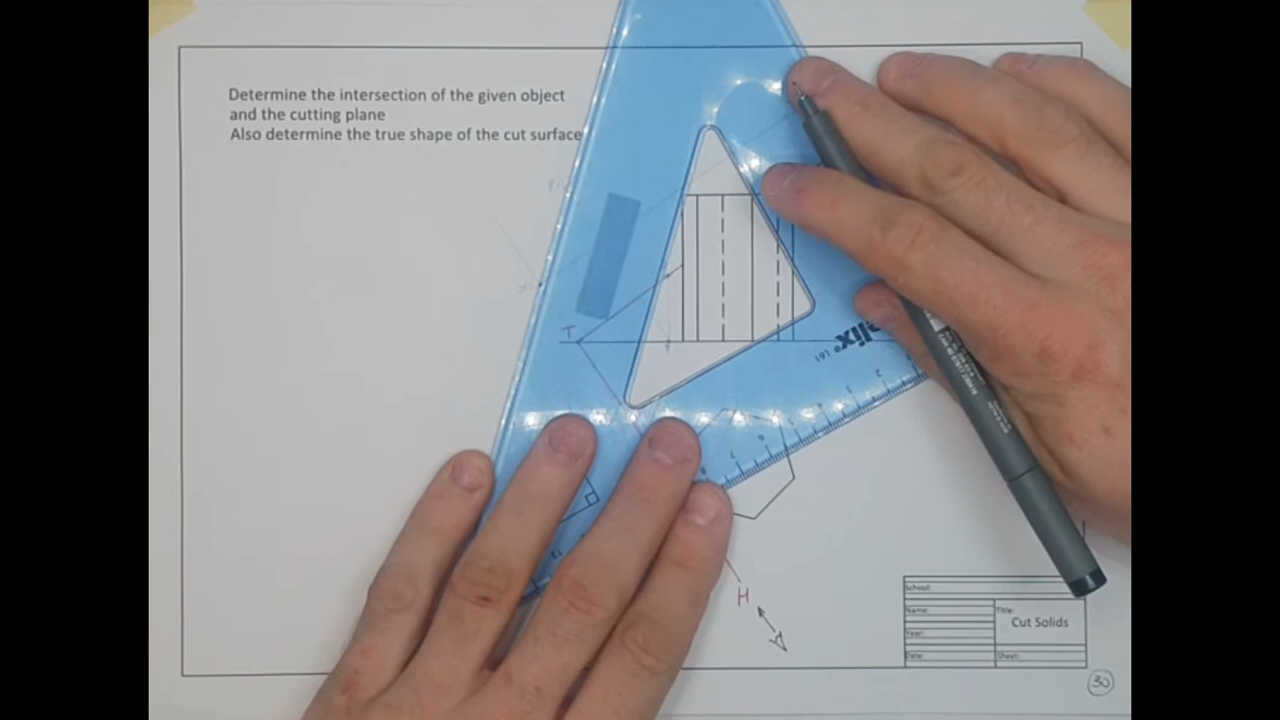 Determine the intersection of the given object
and the cutting plane
Also determine the true shape of the cut surface
T
elix
H
A
School:
Name:
Title:
Cut Solids
Year:
Date:
Sheet:
30